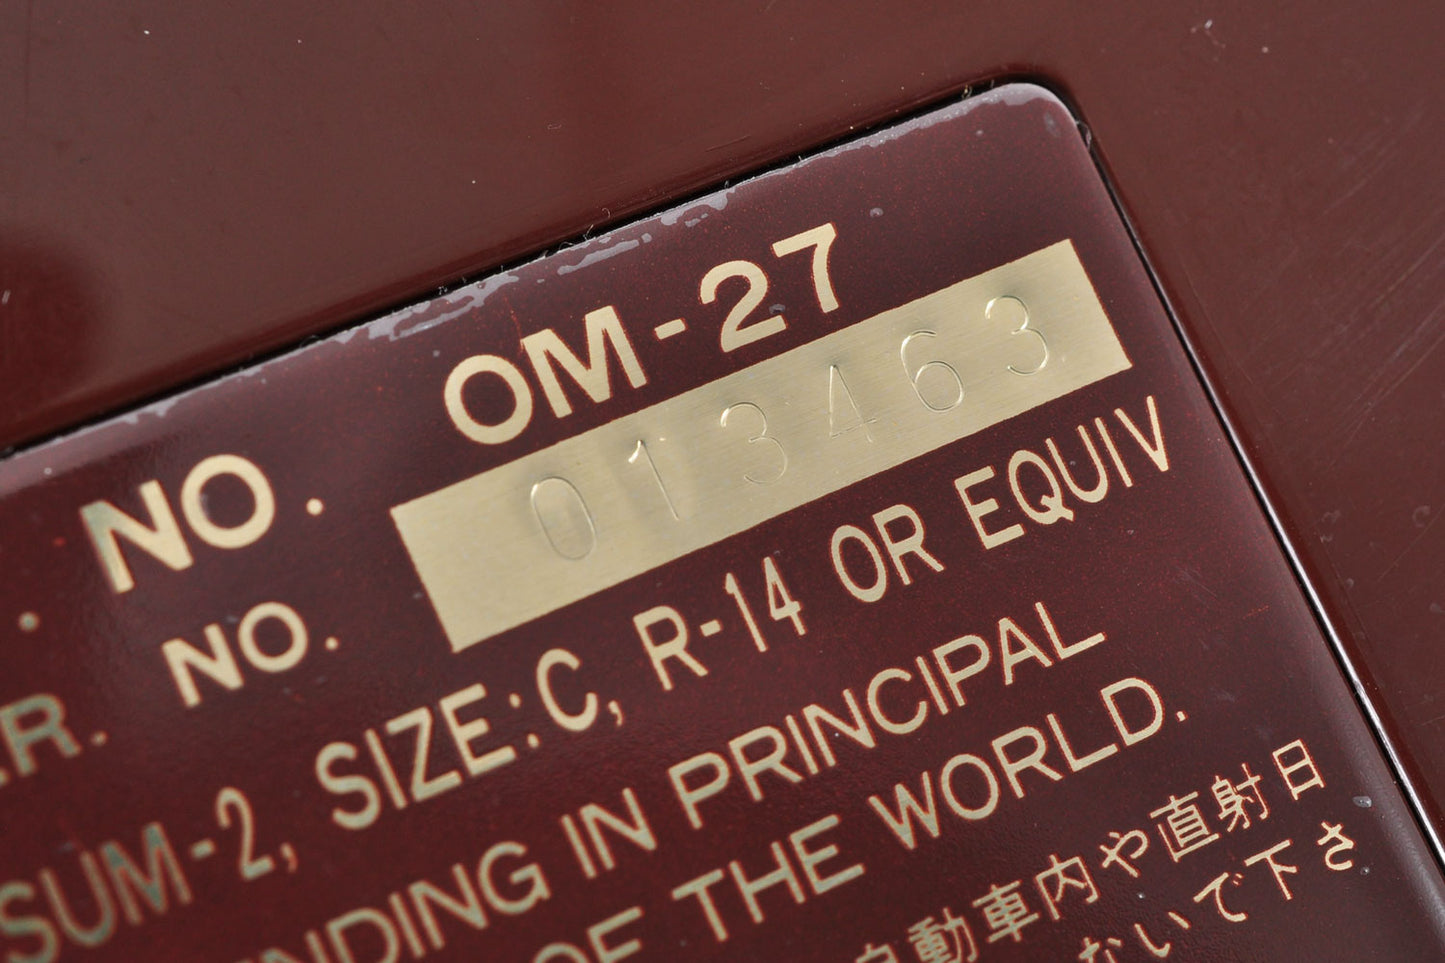 NO. OM-27
NO. 013463
R.
SUM-2, SIZE:C, R-14 OR EQUIV
NDING IN PRINCIPAL
OF THE WORLD.
自動車内や直射日
ないで下さ